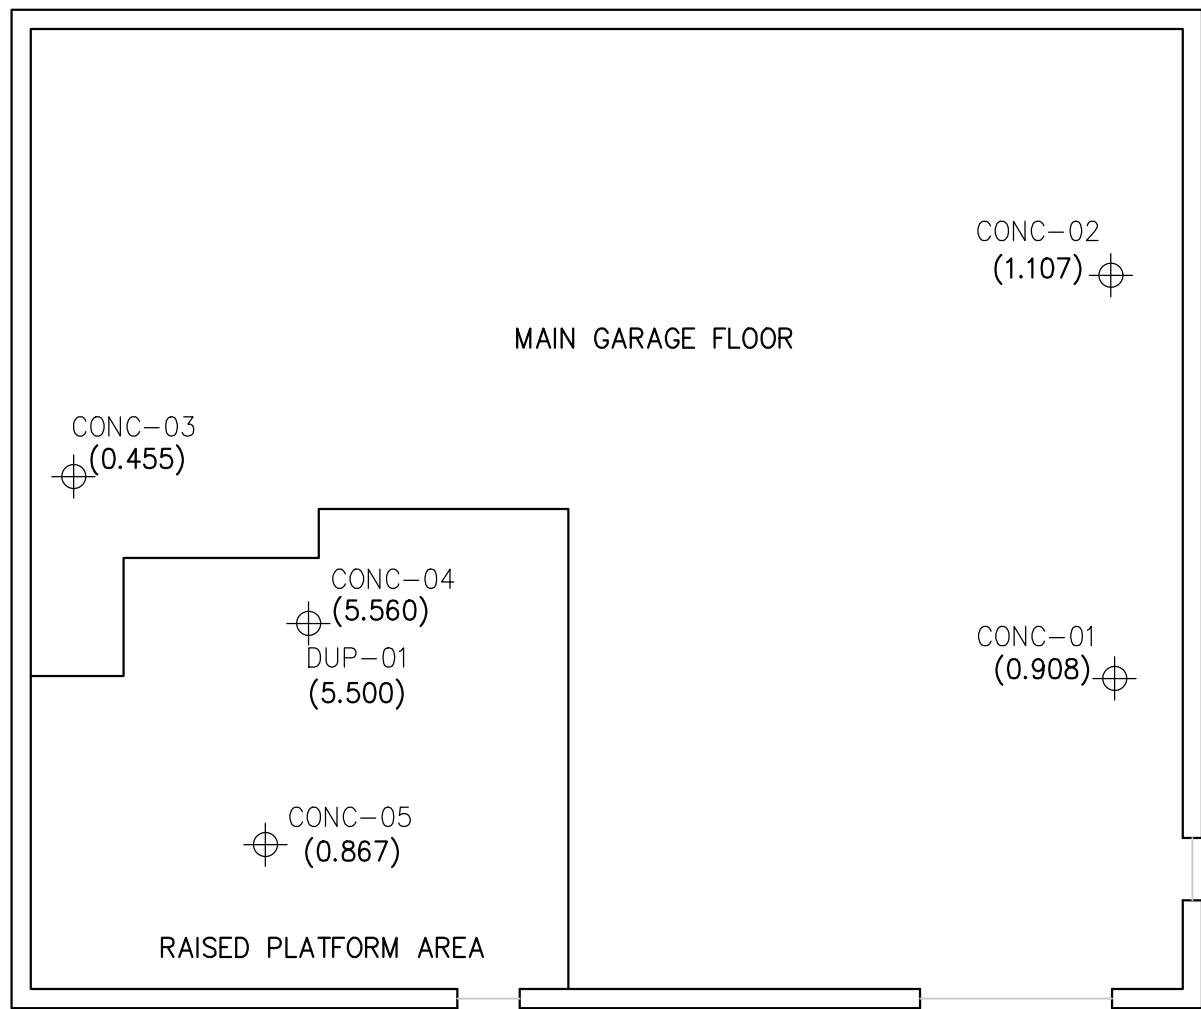 CONC-02
(1.107)
MAIN GARAGE FLOOR
CONC-03
(0.455)
CONC-04
(5.560)
DUP-01
(5.500)
CONC-01
(0.908)
CONC-05
(0.867)
RAISED PLATFORM AREA